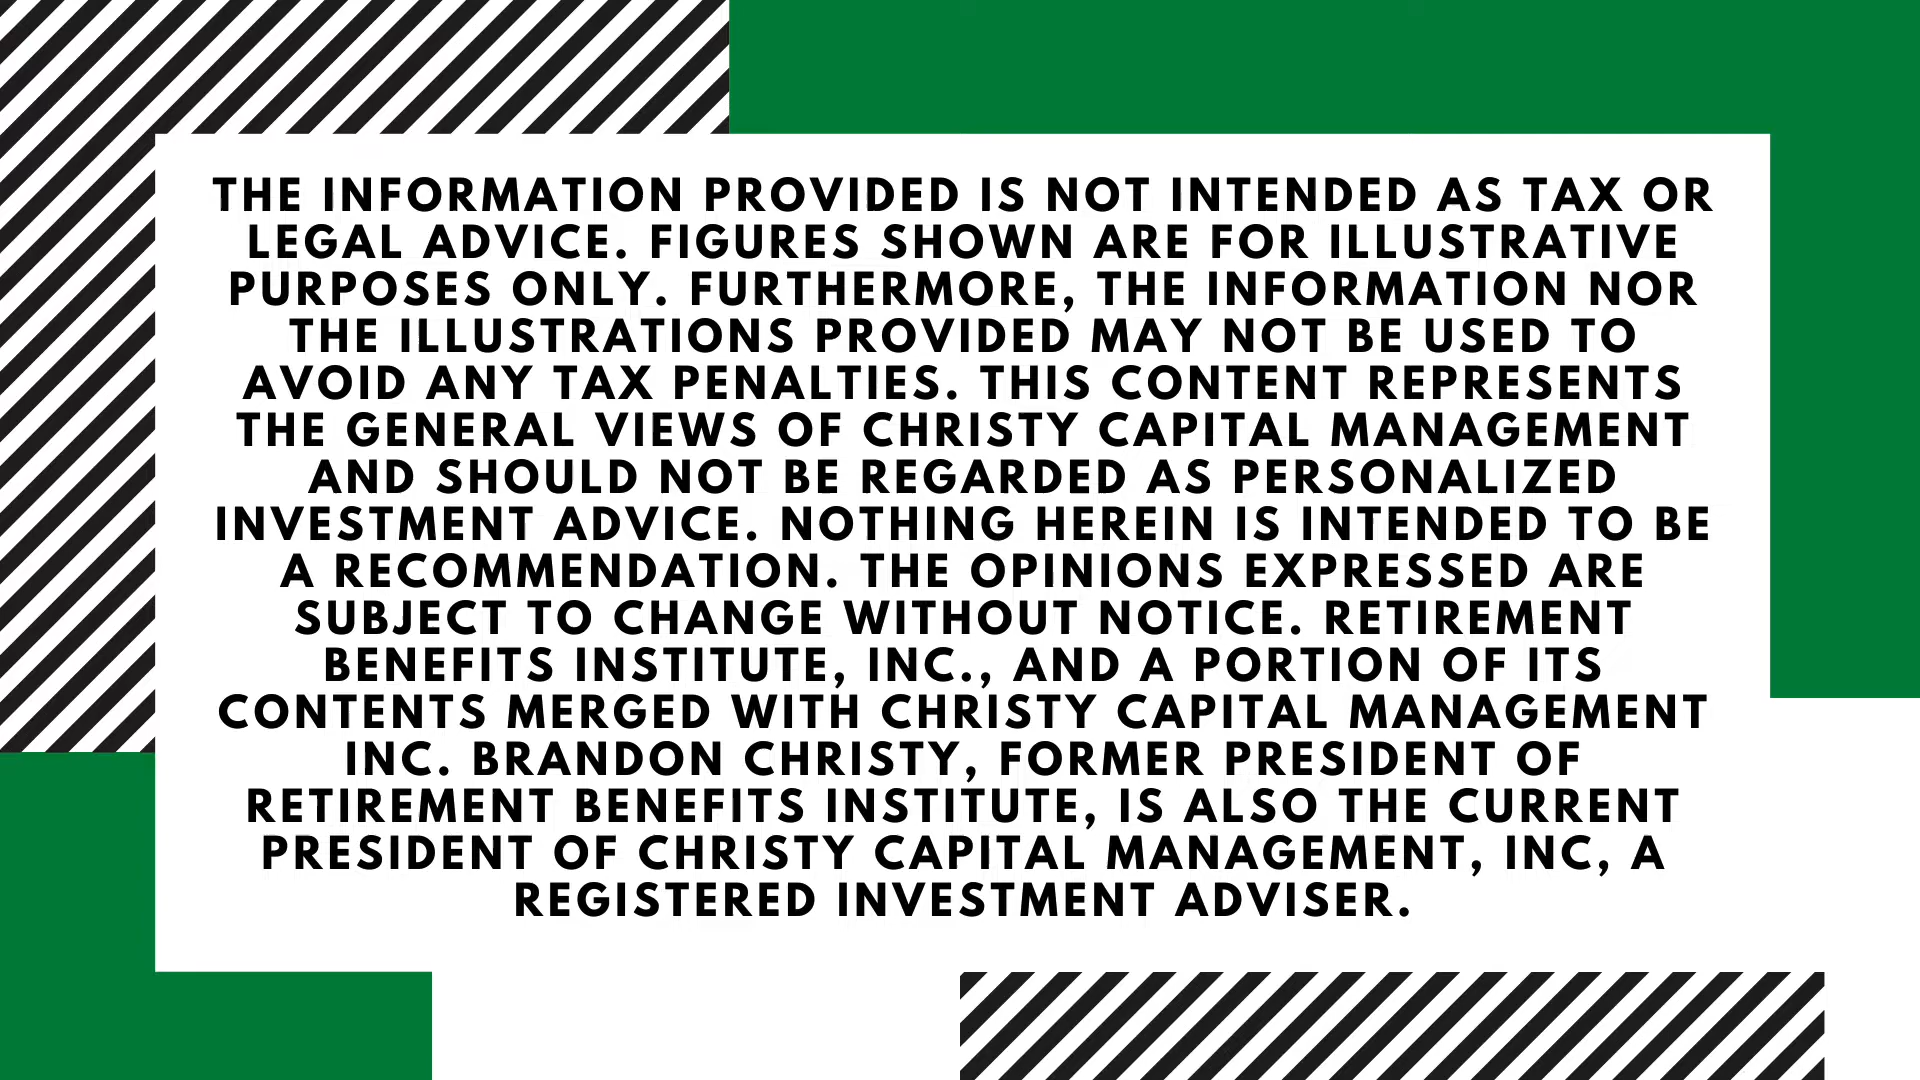 THE INFORMATION PROVIDED IS NOT INTENDED AS TAX OR
LEGAL ADVICE. FIGURES SHOWN ARE FOR ILLUSTRATIVE
PURPOSES ONLY. FURTHERMORE, THE INFORMATION NOR
THE ILLUSTRATIONS PROVIDED MAY NOT BE USED TO
AVOID ANY TAX PENALTIES. THIS CONTENT REPRESENTS
THE GENERAL VIEWS OF CHRISTY CAPITAL MANAGEMENT
AND SHOULD NOT BE REGARDED AS PERSONALIZED
INVESTMENT ADVICE. NOTHING HEREIN IS INTENDED TO BE
A RECOMMENDATION. THE OPINIONS EXPRESSED ARE
SUBJECT TO CHANGE WITHOUT NOTICE. RETIREMENT
BENEFITS INSTITUTE, INC., AND A PORTION OF ITS
CONTENTS MERGED WITH CHRISTY CAPITAL MANAGEMENT
INC. BRANDON CHRISTY, FORMER PRESIDENT OF
RETIREMENT BENEFITS INSTITUTE, IS ALSO THE CURRENT
PRESIDENT OF CHRISTY CAPITAL MANAGEMENT, INC, A
REGISTERED INVESTMENT ADVISER.